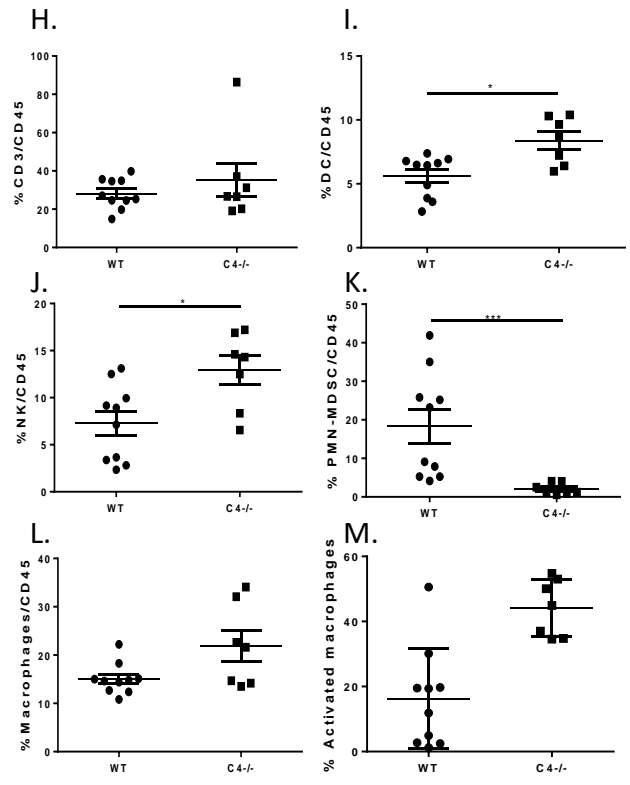 H.
%CD3/CD45
100
80
60
40
20
0
WT
C4-/-
I.
%DC/CD45
*
15
10
5
0
WT
C4-/-
J.
%NK/CD45
*
20
15
10
5
0
WT
C4-/-
K.
% PMN-MDSC/CD45
***
50
40
30
20
10
0
WT
C4-/-
L.
%Macrophages/CD45
40
30
20
10
0
WT
C4-/-
M.
% Activated macrophages
60
40
20
0
WT
C4-/-